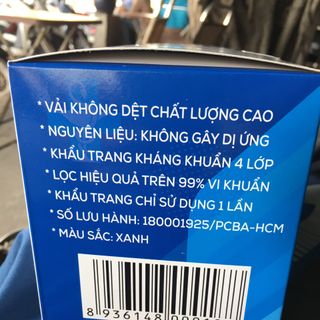 * VẢI KHÔNG DỆT CHẤT LƯỢNG CAO
* NGUYÊN LIỆU: KHÔNG GÂY DỊ ỨNG
* KHẨU TRANG KHÁNG KHUẨN 4 LỚP
* LỌC HIỆU QUẢ TRÊN 99% VI KHUẨN
* KHẨU TRANG CHỈ SỬ DỤNG 1 LẦN
* SỐ LƯU HÀNH: 180001925/PCBA-HCM
* MÀU SẮC: XANH
8 936148